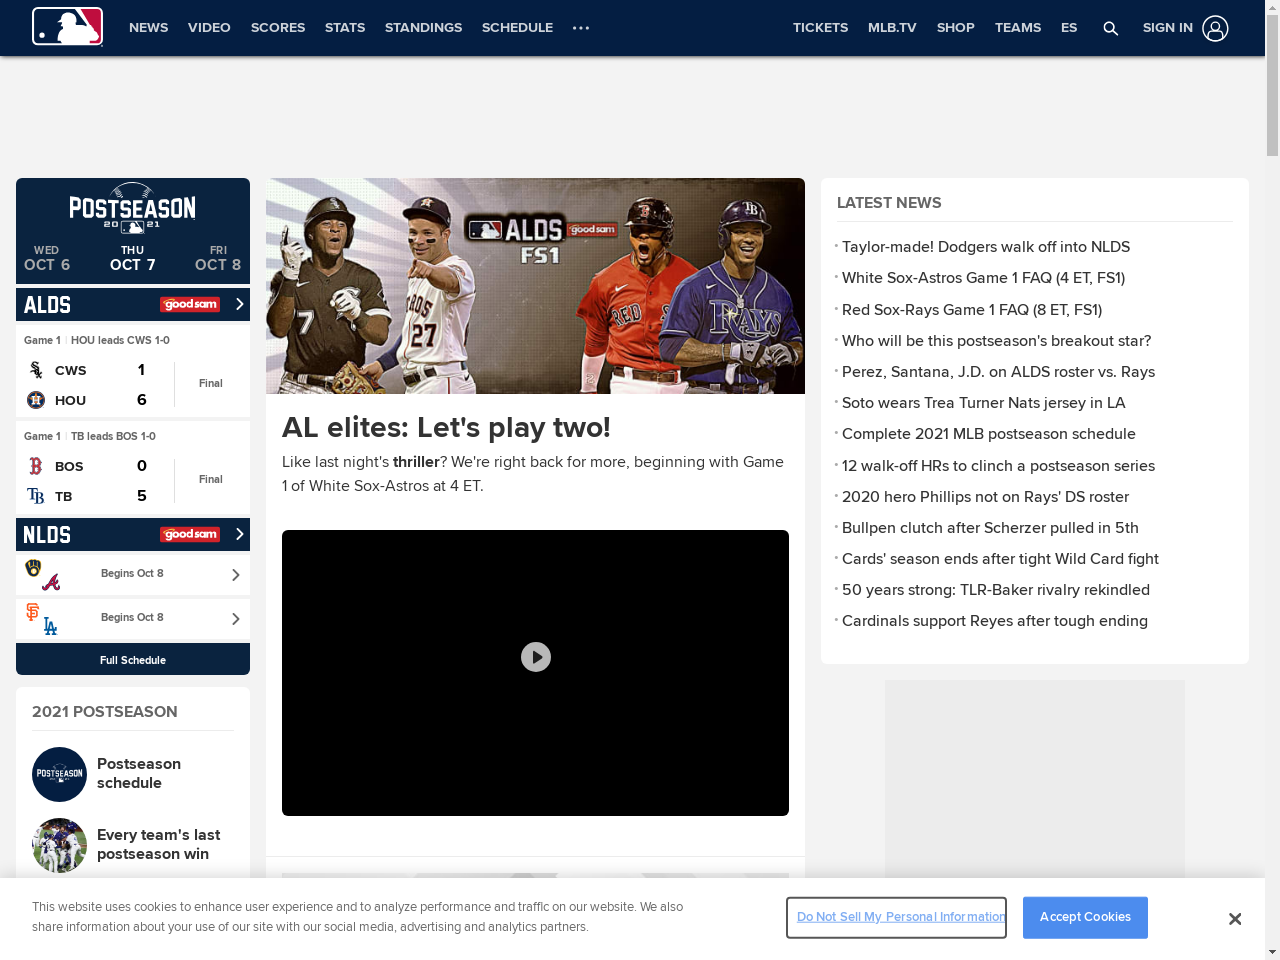 NEWS
VIDEO
SCORES
STATS
STANDINGS
SCHEDULE
TICKETS
MLB.TV
SHOP
TEAMS
ES
SIGN IN
POSTSEASON
2021
WED
OCT 6
THU
OCT 7
FRI
OCT 8
ALDS
good sam
Game 1 | HOU leads CWS 1-0
CWS 1
HOU 6
Final
Game 1 | TB leads BOS 1-0
BOS 0
TB 5
Final
NLDS
good sam
Begins Oct 8
Begins Oct 8
Full Schedule
2021 POSTSEASON
POSTSEASON
Postseason
schedule
Every team's last
postseason win
ALDS
good sam
FS1
7
ROS
27
RED
RAYS
AL elites: Let's play two!
Like last night's thriller? We're right back for more, beginning with Game
1 of White Sox-Astros at 4 ET.
LATEST NEWS
Taylor-made! Dodgers walk off into NLDS
White Sox-Astros Game 1 FAQ (4 ET, FS1)
Red Sox-Rays Game 1 FAQ (8 ET, FS1)
Who will be this postseason's breakout star?
Perez, Santana, J.D. on ALDS roster vs. Rays
Soto wears Trea Turner Nats jersey in LA
Complete 2021 MLB postseason schedule
12 walk-off HRs to clinch a postseason series
2020 hero Phillips not on Rays' DS roster
Bullpen clutch after Scherzer pulled in 5th
Cards' season ends after tight Wild Card fight
50 years strong: TLR-Baker rivalry rekindled
Cardinals support Reyes after tough ending
This website uses cookies to enhance user experience and to analyze performance and traffic on our website. We also
share information about your use of our site with our social media, advertising and analytics partners.
Do Not Sell My Personal Information
Accept Cookies